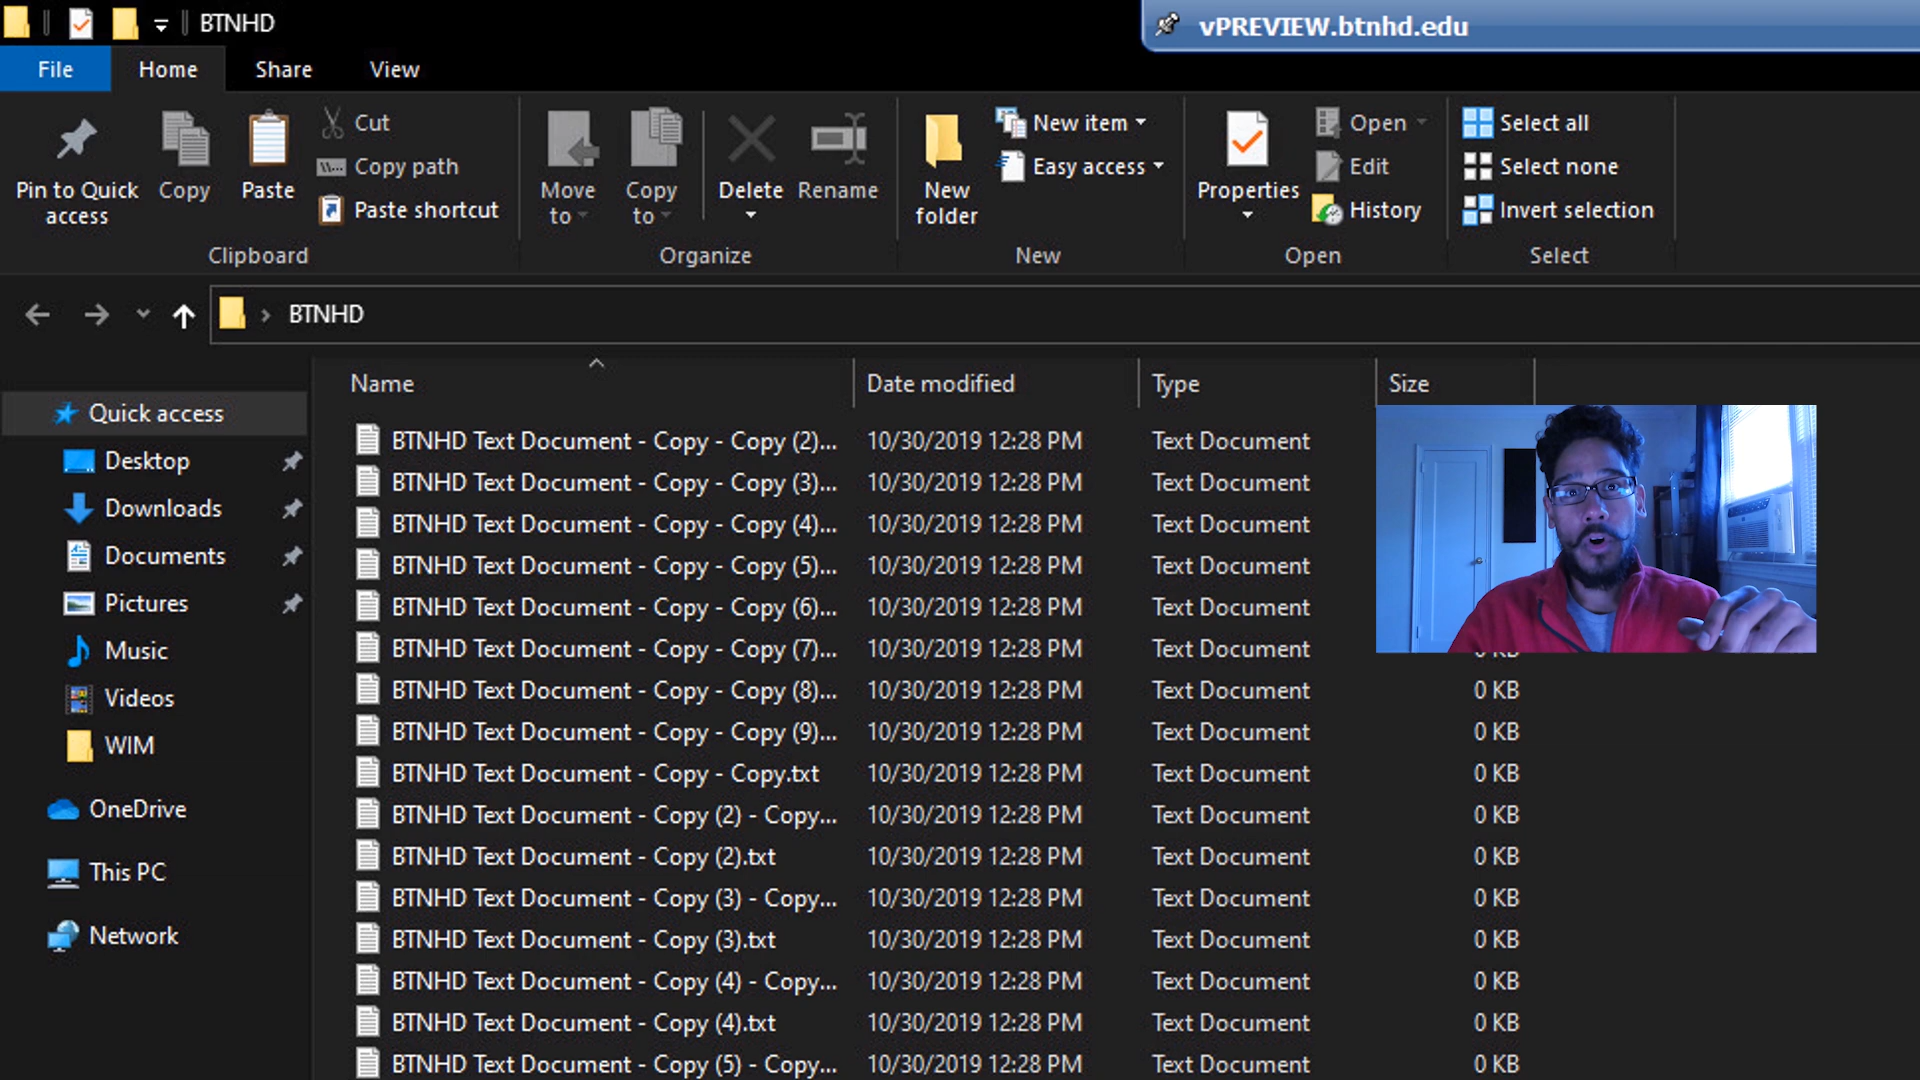 BTNHD
vPREVIEW.btnhd.edu
File Home Share View
Pin to Quick access
Copy
Paste
Cut
Copy path
Paste shortcut
Clipboard
Move to
Copy to
Delete
Rename
Organize
New folder
New item
Easy access
New
Properties
Open
Edit
History
Open
Select all
Select none
Invert selection
Select
BTNHD
Name Date modified Type Size
Quick access
Desktop
Downloads
Documents
Pictures
Music
Videos
WIM
OneDrive
This PC
Network
BTNHD Text Document - Copy - Copy (2)... 10/30/2019 12:28 PM Text Document
BTNHD Text Document - Copy - Copy (3)... 10/30/2019 12:28 PM Text Document
BTNHD Text Document - Copy - Copy (4)... 10/30/2019 12:28 PM Text Document
BTNHD Text Document - Copy - Copy (5)... 10/30/2019 12:28 PM Text Document
BTNHD Text Document - Copy - Copy (6)... 10/30/2019 12:28 PM Text Document
BTNHD Text Document - Copy - Copy (7)... 10/30/2019 12:28 PM Text Document
BTNHD Text Document - Copy - Copy (8)... 10/30/2019 12:28 PM Text Document 0 KB
BTNHD Text Document - Copy - Copy (9)... 10/30/2019 12:28 PM Text Document 0 KB
BTNHD Text Document - Copy - Copy.txt 10/30/2019 12:28 PM Text Document 0 KB
BTNHD Text Document - Copy (2) - Copy... 10/30/2019 12:28 PM Text Document 0 KB
BTNHD Text Document - Copy (2).txt 10/30/2019 12:28 PM Text Document 0 KB
BTNHD Text Document - Copy (3) - Copy... 10/30/2019 12:28 PM Text Document 0 KB
BTNHD Text Document - Copy (3).txt 10/30/2019 12:28 PM Text Document 0 KB
BTNHD Text Document - Copy (4) - Copy... 10/30/2019 12:28 PM Text Document 0 KB
BTNHD Text Document - Copy (4).txt 10/30/2019 12:28 PM Text Document 0 KB
BTNHD Text Document - Copy (5) - Copy... 10/30/2019 12:28 PM Text Document 0 KB